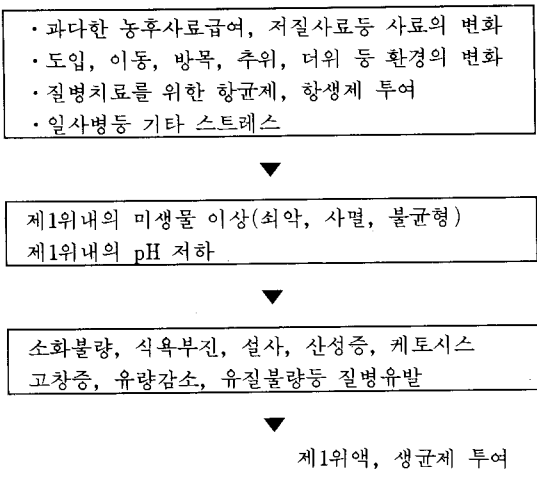 · 과다한 농후사료급여, 저질사료등 사료의 변화
· 도입, 이동, 방목, 추위, 더위 등 환경의 변화
· 질병치료를 위한 항균제, 항생제 투여
· 일사병등 기타 스트레스
▼
제1위내의 미생물 이상(쇠약, 사멸, 불균형)
제1위내의 pH 저하
▼
소화불량, 식욕부진, 설사, 산성증, 케토시스
고창증, 유량감소, 유질불량등 질병유발
▼
제1위액, 생균제 투여